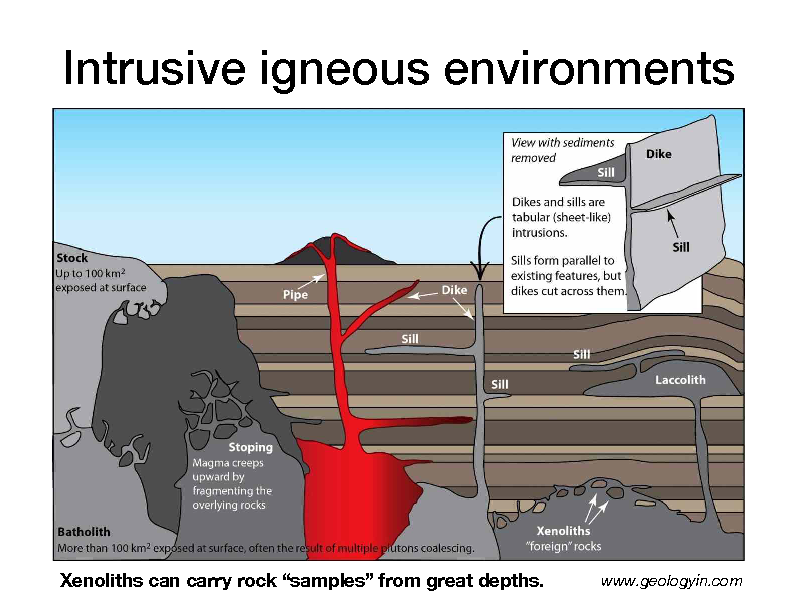 Intrusive igneous environments
View with sediments
removed
Dike
Sill
Dikes and sills are
tabular (sheet-like)
intrusions.
Sill
Sills form parallel to
existing features, but
dikes cut across them.
Stock
Up to 100 km²
exposed at surface
Pipe
Dike
Sill
Sill
Sill
Laccolith
Stoping
Magma creeps
upward by
fragmenting the
overlying rocks
Batholith
More than 100 km² exposed at surface, often the result of multiple plutons coalescing.
Xenoliths
"foreign" rocks
Xenoliths can carry rock “samples” from great depths.
www.geologyin.com